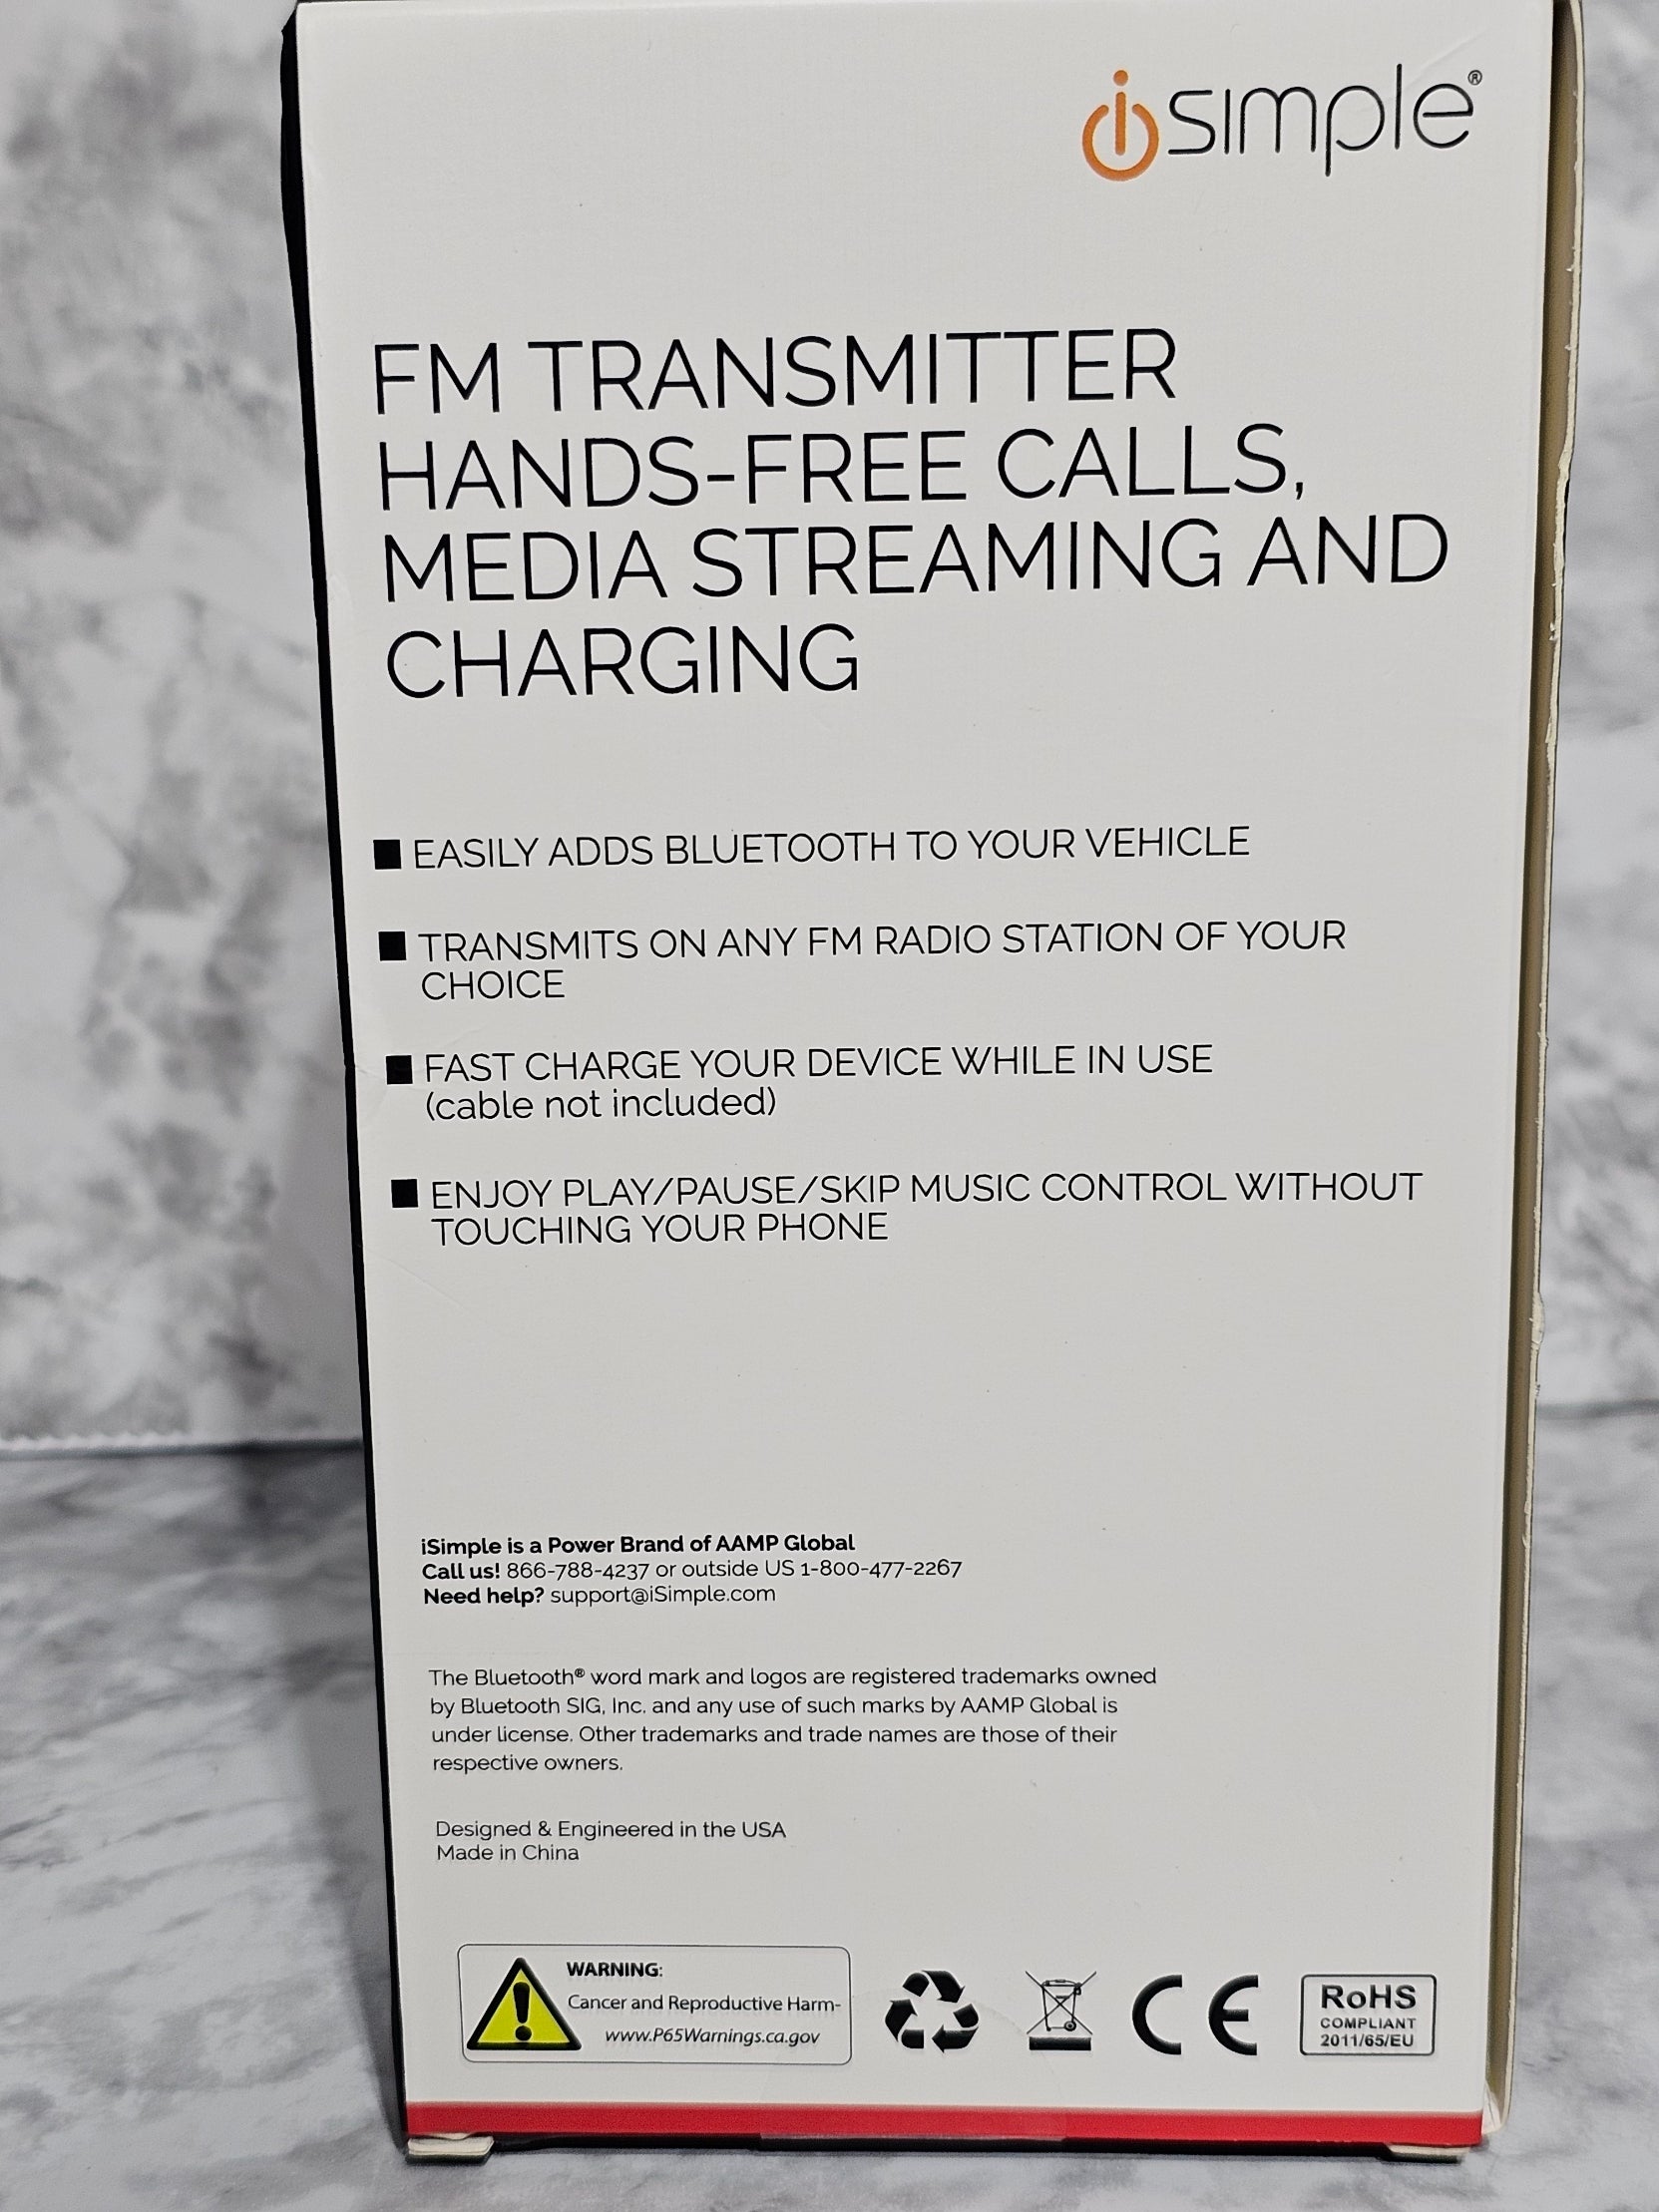 isimple®
FM TRANSMITTER
HANDS-FREE CALLS,
MEDIA STREAMING AND
CHARGING
■ EASILY ADDS BLUETOOTH TO YOUR VEHICLE
■ TRANSMITS ON ANY FM RADIO STATION OF YOUR
CHOICE
■ FAST CHARGE YOUR DEVICE WHILE IN USE
(cable not included)
■ ENJOY PLAY/PAUSE/SKIP MUSIC CONTROL WITHOUT
TOUCHING YOUR PHONE
iSimple is a Power Brand of AAMP Global
Call us! 866-788-4237 or outside US 1-800-477-2267
Need help? support@iSimple.com
The Bluetooth® word mark and logos are registered trademarks owned
by Bluetooth SIG, Inc. and any use of such marks by AAMP Global is
under license. Other trademarks and trade names are those of their
respective owners.
Designed & Engineered in the USA
Made in China
WARNING:
Cancer and Reproductive Harm-
www.P65Warnings.ca.gov
CE
RoHS
COMPLIANT
2011/65/EU